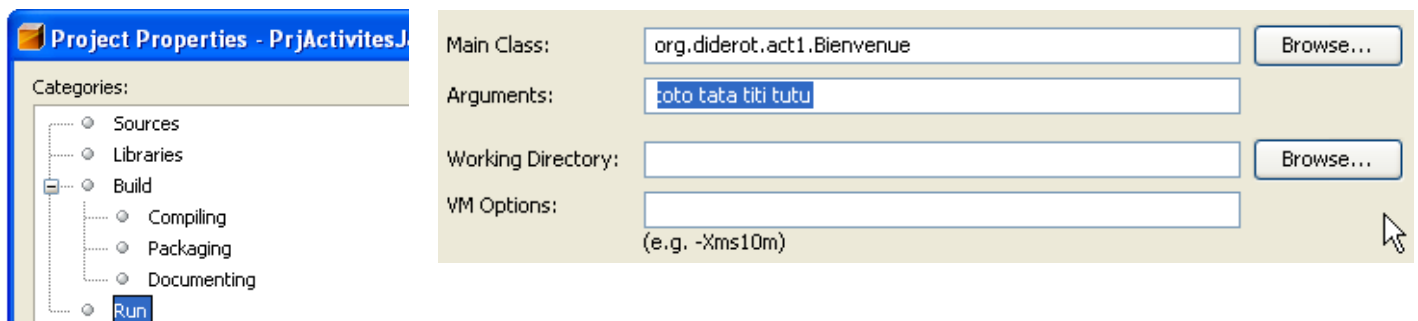 Project Properties - PrjActivitesJ
Categories:
Sources
Libraries
Build
Compiling
Packaging
Documenting
Run
Main Class: org.diderot.act1.Bienvenue Browse...
Arguments: toto tata titi tutu
Working Directory: Browse...
VM Options:
(e.g. -Xms10m)